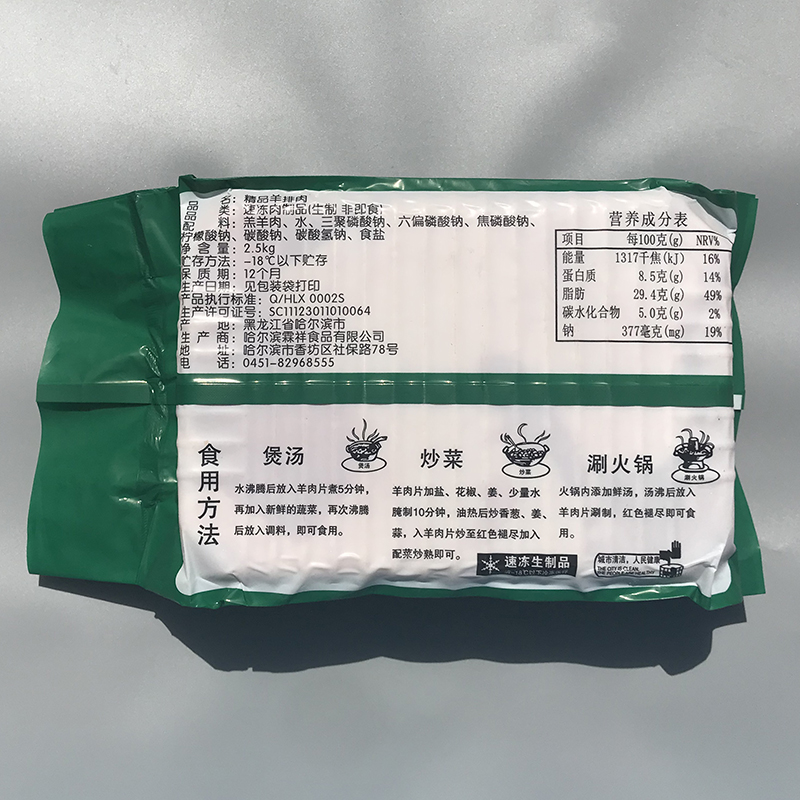 品名：精品羊排肉
品类：速冻肉制品(生制 非即食)
配料：羔羊肉、水、三聚磷酸钠、六偏磷酸钠、焦磷酸钠、
柠檬酸钠、碳酸钠、碳酸氢钠、食盐
净含量：2.5kg
贮存方法：-18℃以下贮存
保质期：12个月
生产日期：见包装袋打印
产品执行标准：Q/HLX 0002S
生产许可证号：SC11123011010064
产地：黑龙江省哈尔滨市
生产商：哈尔滨霖祥食品有限公司
地址：哈尔滨市香坊区社保路78号
电话：0451-82968555
营养成分表
项目 每100克(g) NRV%
能量 1317千焦(kJ) 16%
蛋白质 8.5克(g) 14%
脂肪 29.4克(g) 49%
碳水化合物 5.0克(g) 2%
钠 377毫克(mg) 19%
食用方法
煲汤
煲汤
水沸腾后放入羊肉片煮5分钟，
再加入新鲜的蔬菜，再次沸腾
后放入调料，即可食用。
炒菜
炒菜
羊肉片加盐、花椒、姜、少量水
腌制10分钟，油热后炒香葱、姜、
蒜，入羊肉片炒至红色褪尽加入
配菜炒熟即可。
涮火锅
涮火锅
火锅内添加鲜汤，汤沸后放入
羊肉片涮制，红色褪尽即可食
用。
速冻生制品
城市清洁，人民健康
THE CITY IS CLEAN,
THE PEOPLE ARE HEALTHY